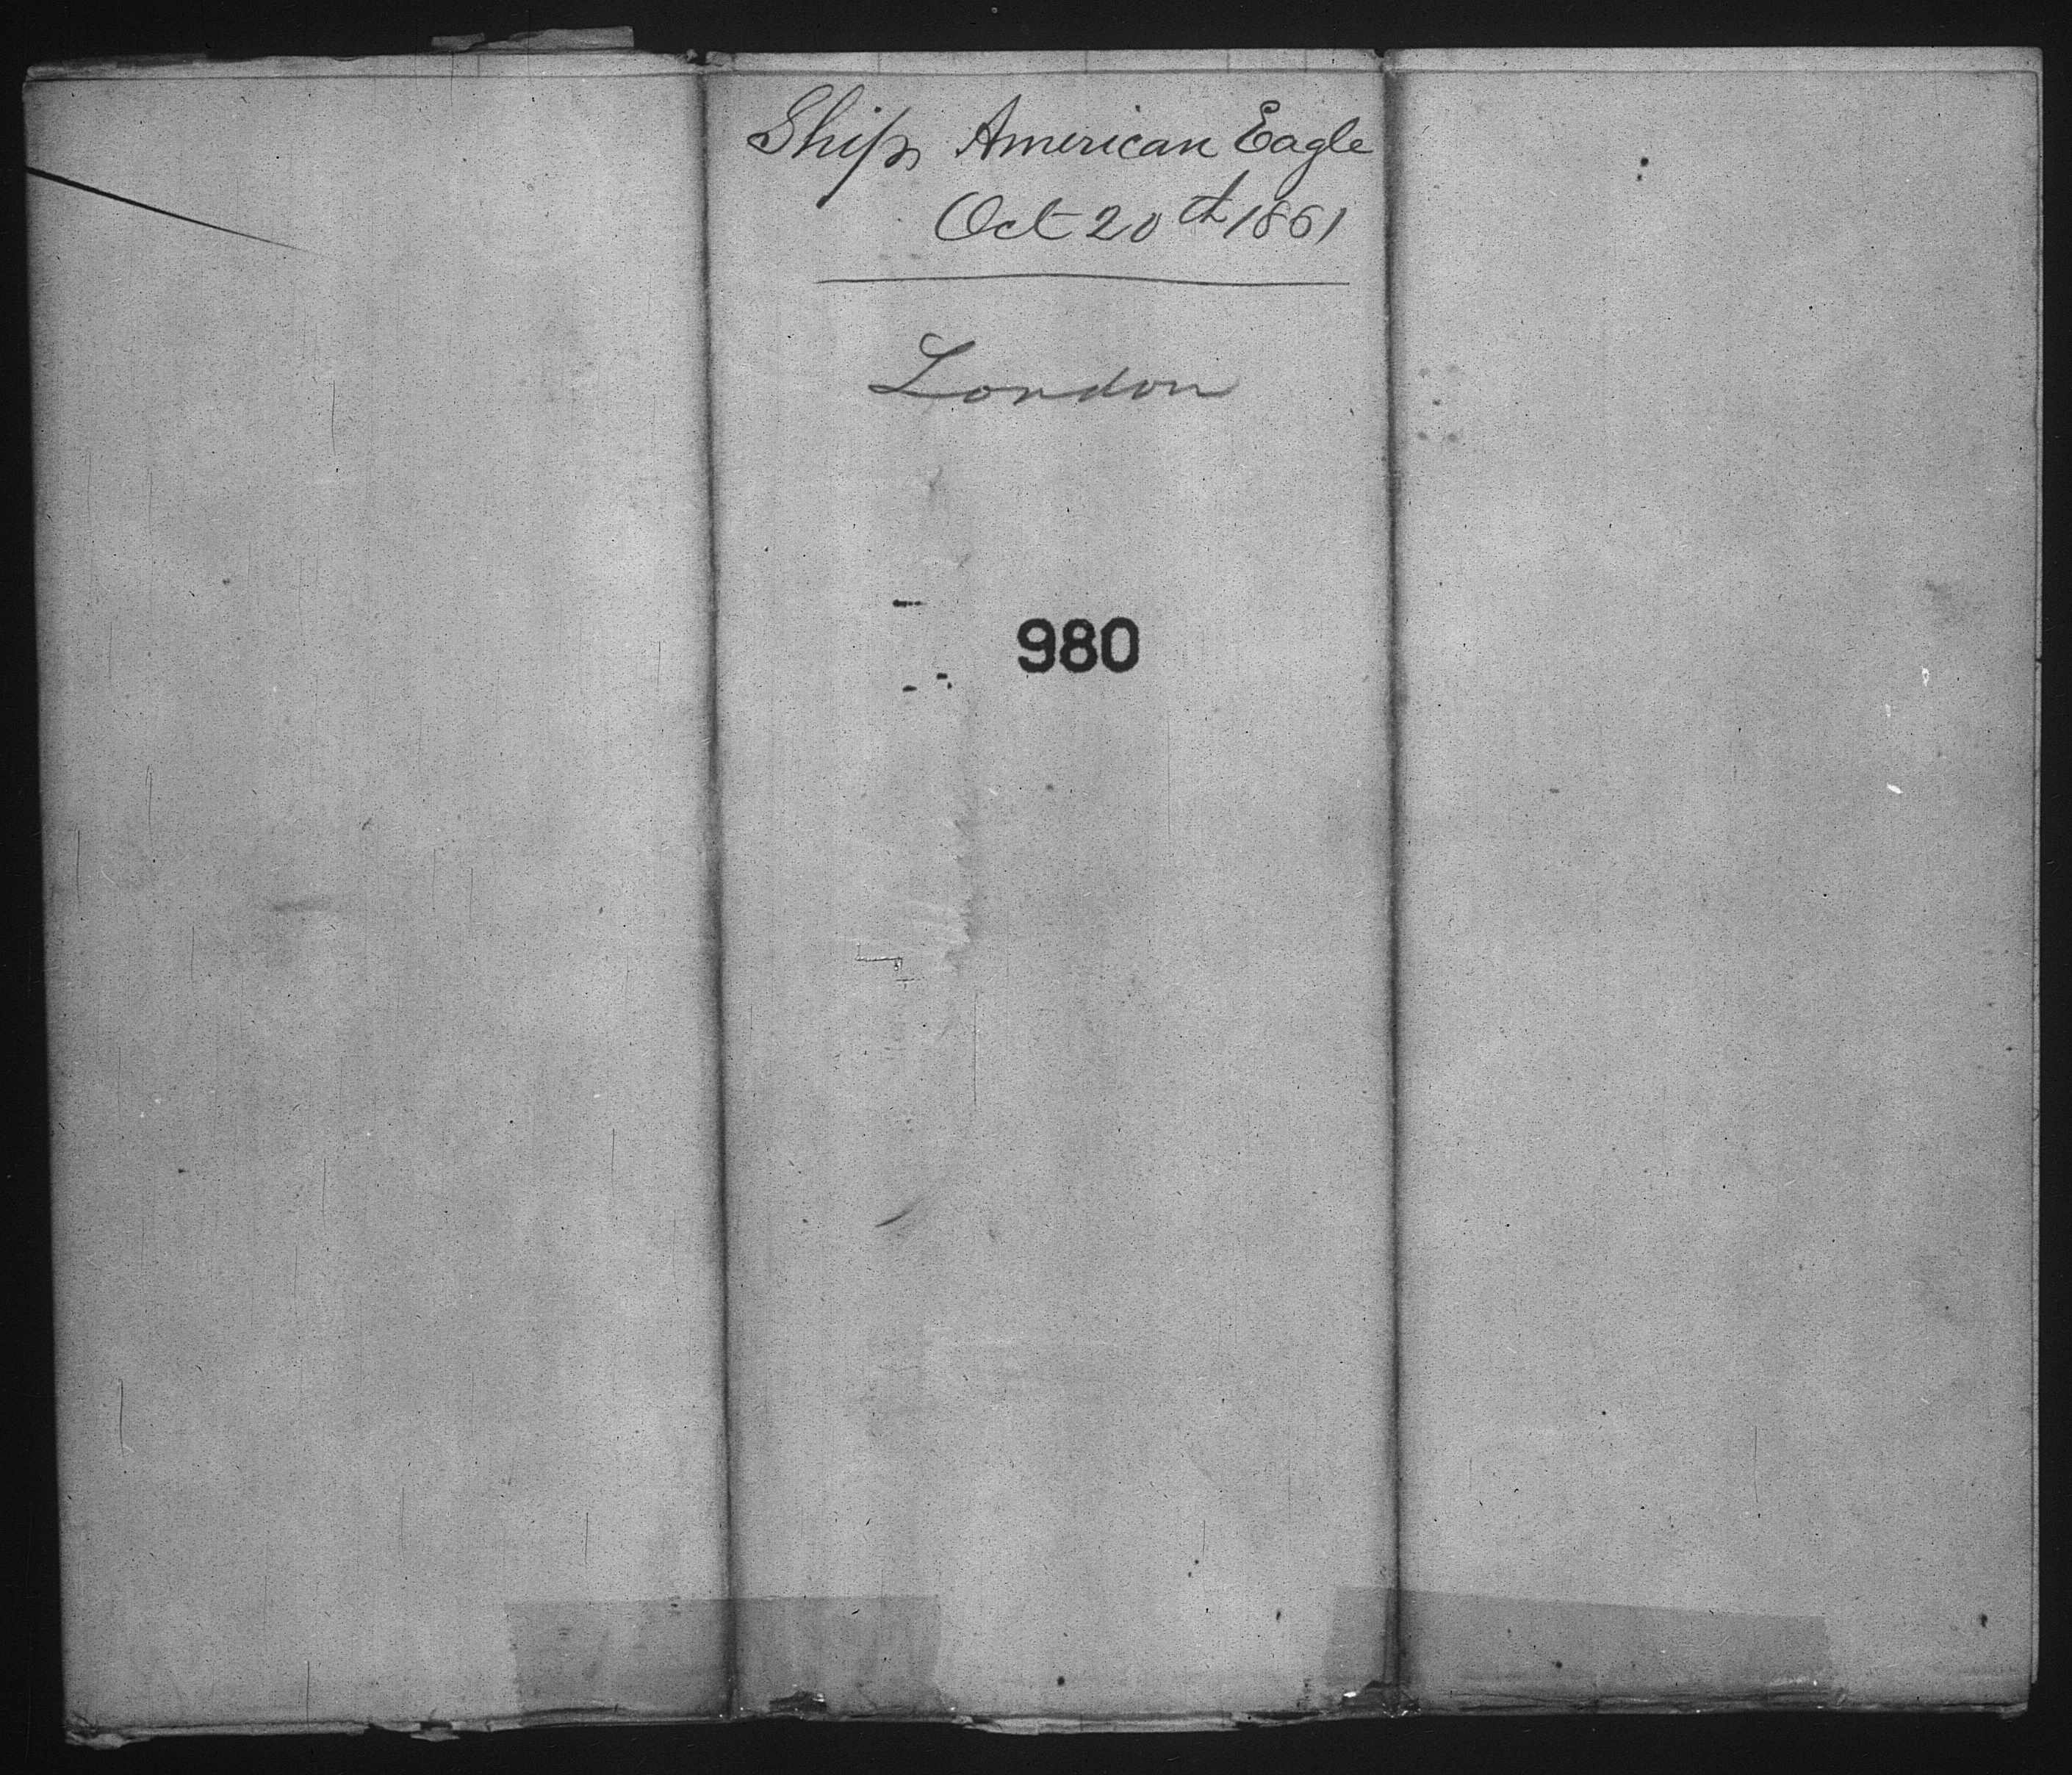 Ship American Eagle
Oct 20th 1861
London
980